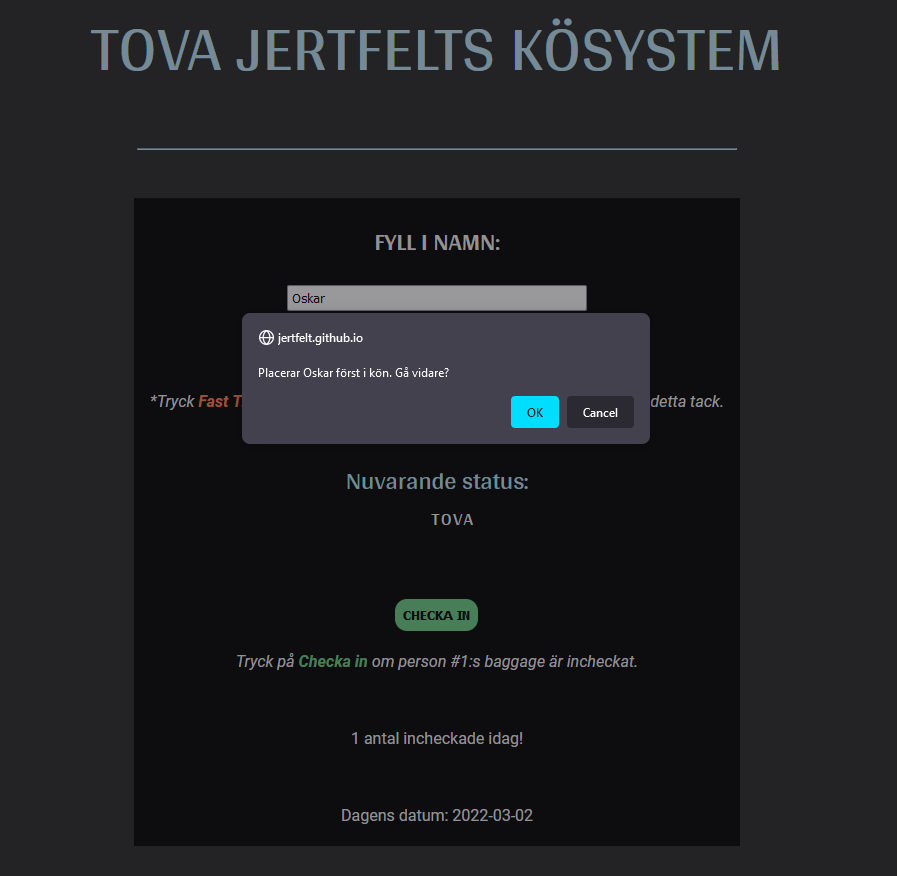 TOVA JERTFELTS KÖSYSTEM
FYLL I NAMN:
Oskar
jertfelt.github.io
Placerar Oskar först i kön. Gå vidare?
OK Cancel
*Tryck Fast detta tack.
Nuvarande status:
TOVA
CHECKA IN
Tryck på Checka in om person #1:s baggage är incheckat.
1 antal incheckade idag!
Dagens datum: 2022-03-02